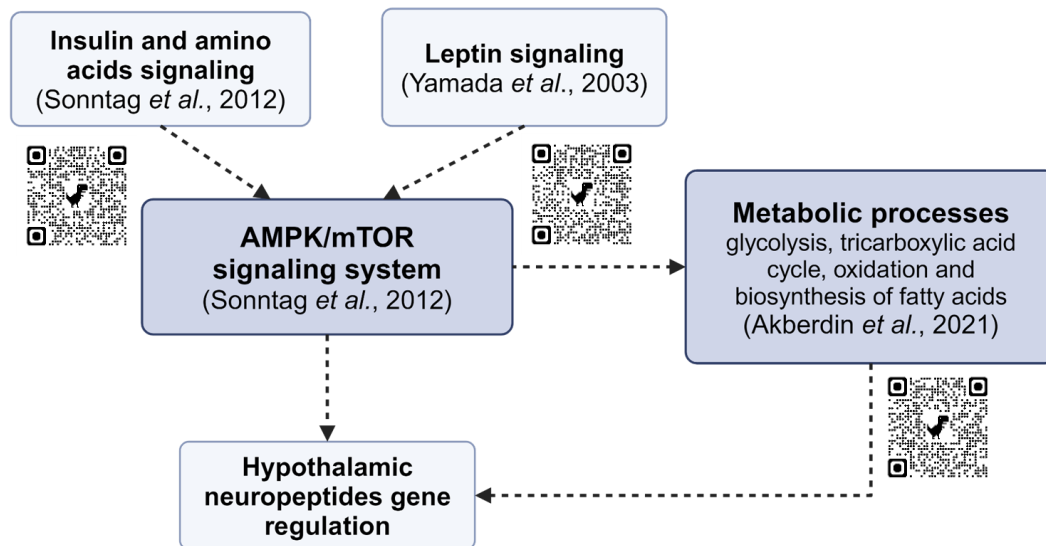 Insulin and amino
acids signaling
(Sonntag et al., 2012)
Leptin signaling
(Yamada et al., 2003)
AMPK/mTOR
signaling system
(Sonntag et al., 2012)
Metabolic processes
glycolysis, tricarboxylic acid
cycle, oxidation and
biosynthesis of fatty acids
(Akberdin et al., 2021)
Hypothalamic
neuropeptides gene
regulation